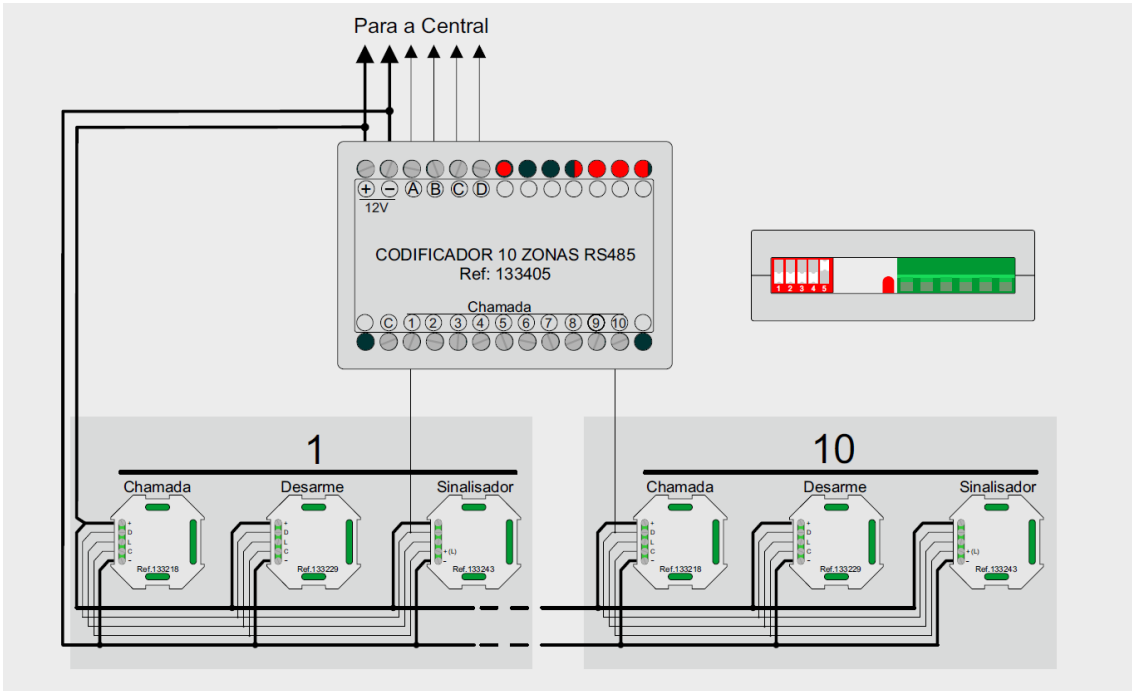 Para a Central
+ − A B C D
12V
CODIFICADOR 10 ZONAS RS485
Ref: 133405
Chamada
C 1 2 3 4 5 6 7 8 9 10
1 2 3 4 5
1
Chamada
+
D
L
C
-
Ref.133218
Desarme
+
D
L
C
-
Ref.133229
Sinalisador
+ (L)
-
Ref.133243
10
Chamada
+
D
L
C
-
Ref.133218
Desarme
+
D
L
C
-
Ref.133229
Sinalisador
+ (L)
-
Ref.133243